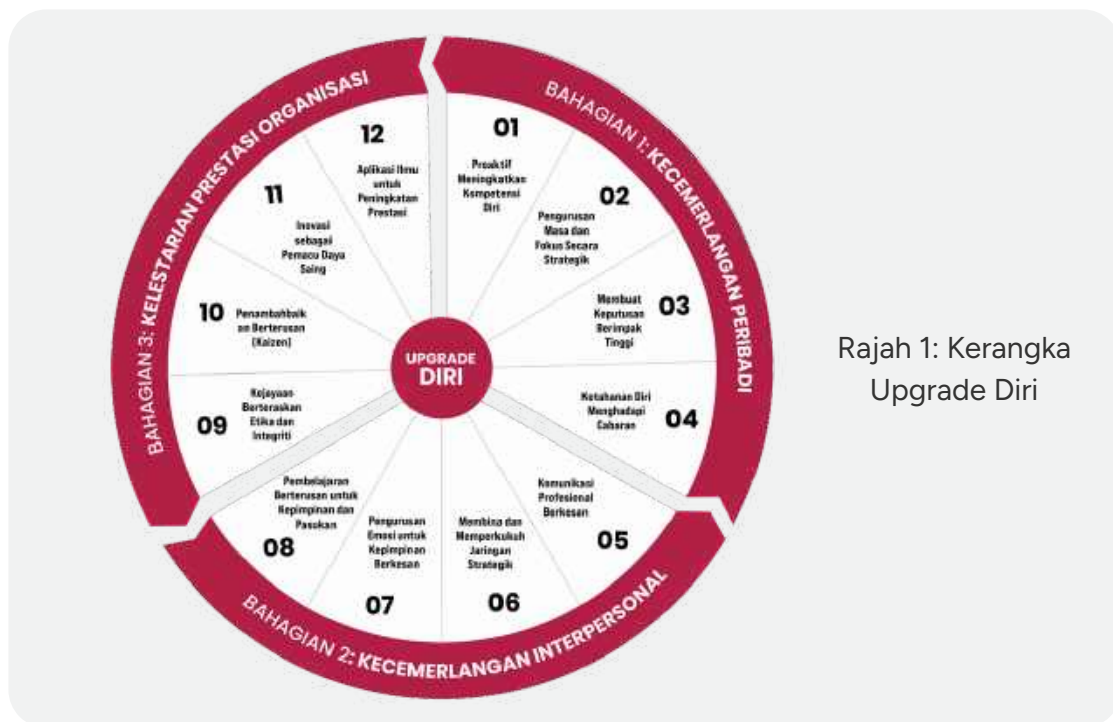 BAHAGIAN 1: KECEMERLANGAN PERIBADI
01
Proaktif
Meningkatkan
Kompetensi
Diri
02
Pengurusan
Masa dan
Fokus Secara
Strategik
03
Membuat
Keputusan
Berimpak
Tinggi
04
Ketahanan Diri
Menghadapi
Cabaran
BAHAGIAN 2: KECEMERLANGAN INTERPERSONAL
Komunikasi
Profesional
Berkesan
05
Membina dan
Memperkukuh
Jaringan
Strategik
06
Pengurusan
Emosi untuk
Kepimpinan
Berkesan
07
Pembelajaran
Berterusan untuk
Kepimpinan dan
Pasukan
08
BAHAGIAN 3: KELESTARIAN PRESTASI ORGANISASI
Kejayaan
Berteraskan
Etika dan
Integriti
09
10
Penambahbaik
an Berterusan
(Kaizen)
11
Inovasi
sebagai
Pemacu Daya
Saing
12
Aplikasi Ilmu
untuk
Peningkatan
Prestasi
UPGRADE
DIRI
Rajah 1: Kerangka
Upgrade Diri